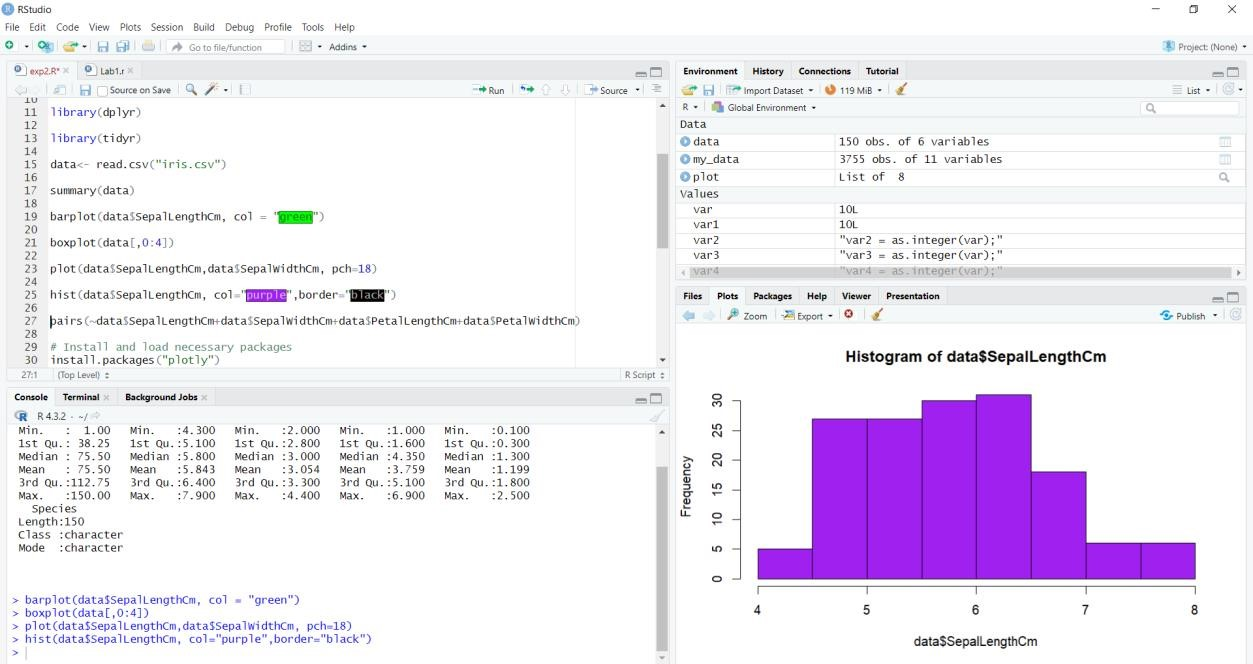 RStudio
File Edit Code View Plots Session Build Debug Profile Tools Help
Go to file/function Addins Project: (None)
exp2.R* Lab1.r
Source on Save Run Source
10
11 library(dplyr)
12
13 library(tidyr)
14
15 data<- read.csv("iris.csv")
16
17 summary(data)
18
19 barplot(data$SepalLengthCm, col = "green")
20
21 boxplot(data[,0:4])
22
23 plot(data$SepalLengthCm,data$SepalWidthCm, pch=18)
24
25 hist(data$SepalLengthCm, col="purple",border="black")
26
27 pairs(~data$SepalLengthCm+data$SepalWidthCm+data$PetalLengthCm+data$PetalWidthCm)
28
29 # Install and load necessary packages
30 install.packages("plotly")
27:1 (Top Level) R Script
Console Terminal Background Jobs
R R 4.3.2 · ~/
Min. : 1.00 Min. :4.300 Min. :2.000 Min. :1.000 Min. :0.100
1st Qu.: 38.25 1st Qu.:5.100 1st Qu.:2.800 1st Qu.:1.600 1st Qu.:0.300
Median : 75.50 Median :5.800 Median :3.000 Median :4.350 Median :1.300
Mean : 75.50 Mean :5.843 Mean :3.054 Mean :3.759 Mean :1.199
3rd Qu.:112.75 3rd Qu.:6.400 3rd Qu.:3.300 3rd Qu.:5.100 3rd Qu.:1.800
Max. :150.00 Max. :7.900 Max. :4.400 Max. :6.900 Max. :2.500
Species
Length:150
Class :character
Mode :character
> barplot(data$SepalLengthCm, col = "green")
> boxplot(data[,0:4])
> plot(data$SepalLengthCm,data$SepalWidthCm, pch=18)
> hist(data$SepalLengthCm, col="purple",border="black")
>
Environment History Connections Tutorial
Import Dataset 119 MiB List
R Global Environment
Data
data 150 obs. of 6 variables
my_data 3755 obs. of 11 variables
plot List of 8
Values
var 10L
var1 10L
var2 "var2 = as.integer(var);"
var3 "var3 = as.integer(var);"
var4 "var4 = as.integer(var);"
Files Plots Packages Help Viewer Presentation
Zoom Export Publish
Histogram of data$SepalLengthCm
Frequency
30
25
20
15
10
5
0
4 5 6 7 8
data$SepalLengthCm